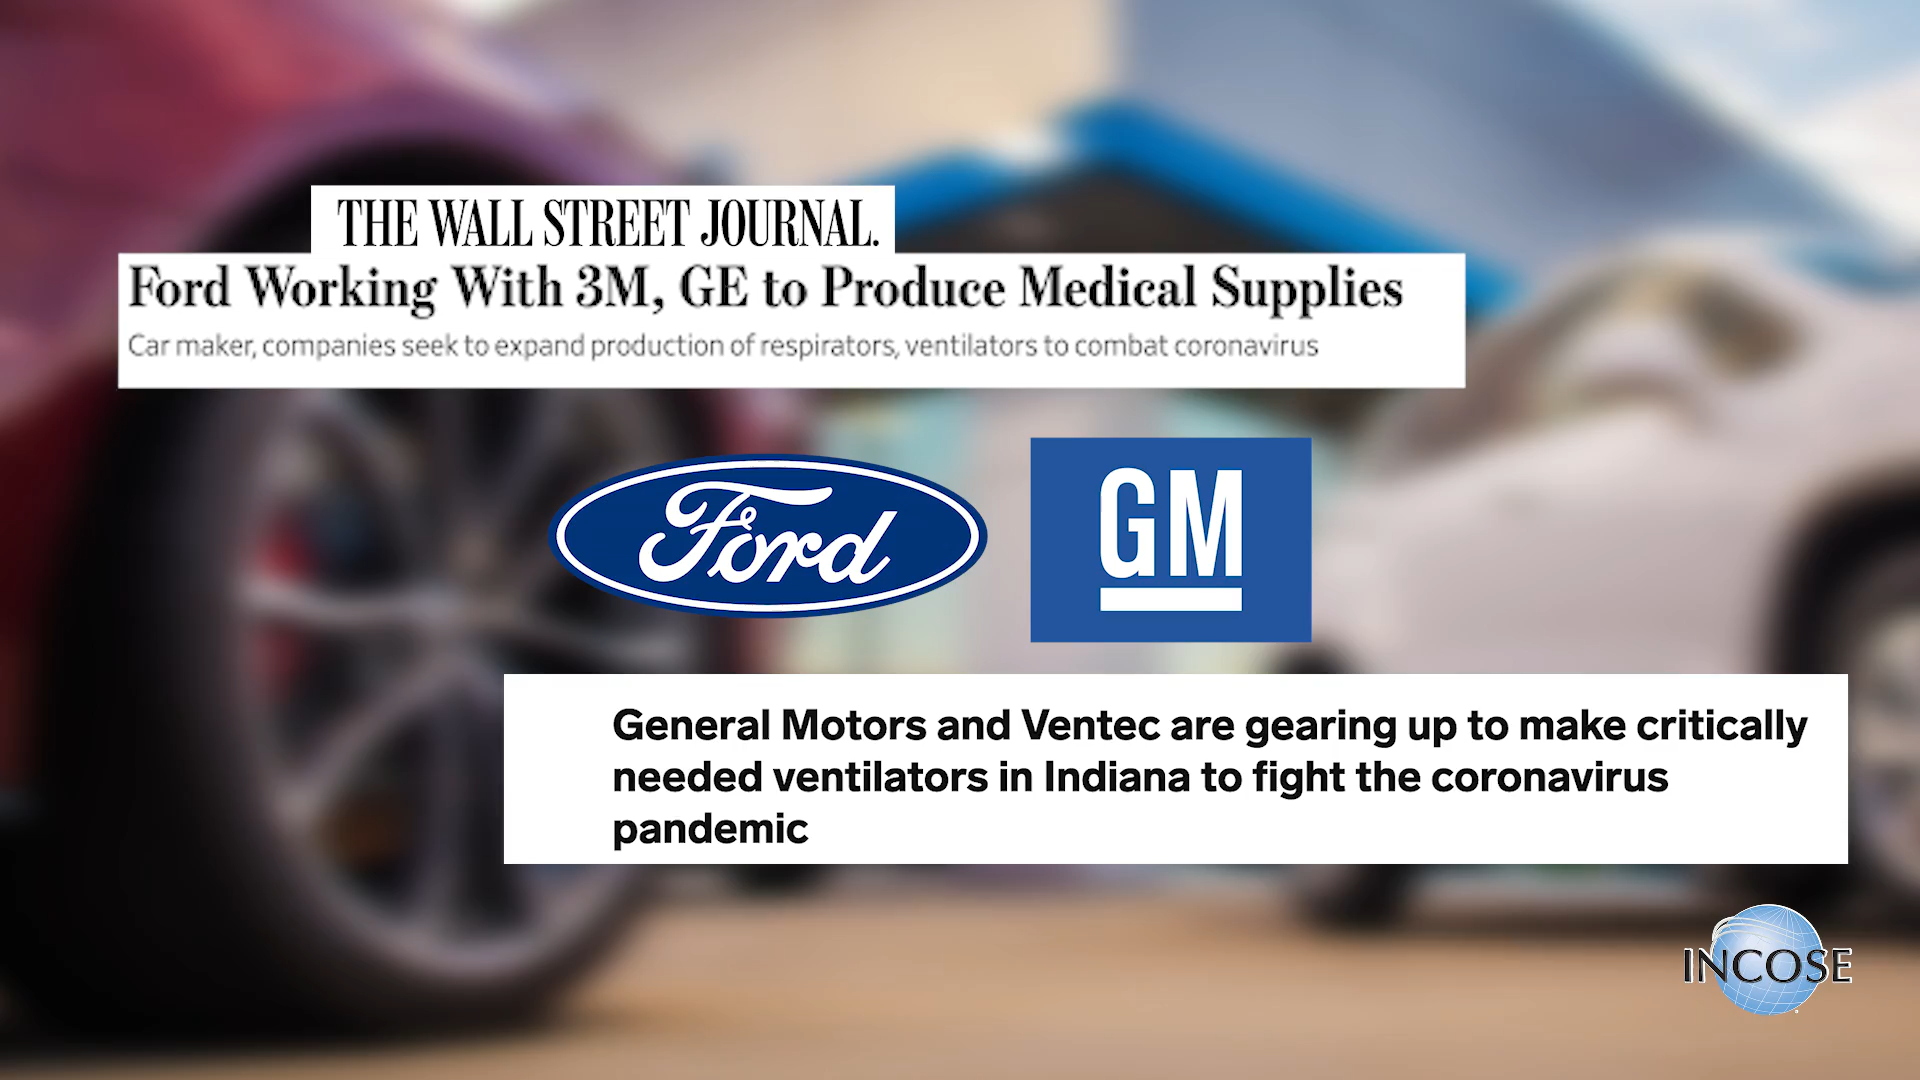 THE WALL STREET JOURNAL.
Ford Working With 3M, GE to Produce Medical Supplies
Car maker, companies seek to expand production of respirators, ventilators to combat coronavirus
Ford
GM
General Motors and Ventec are gearing up to make critically
needed ventilators in Indiana to fight the coronavirus
pandemic
INCOSE